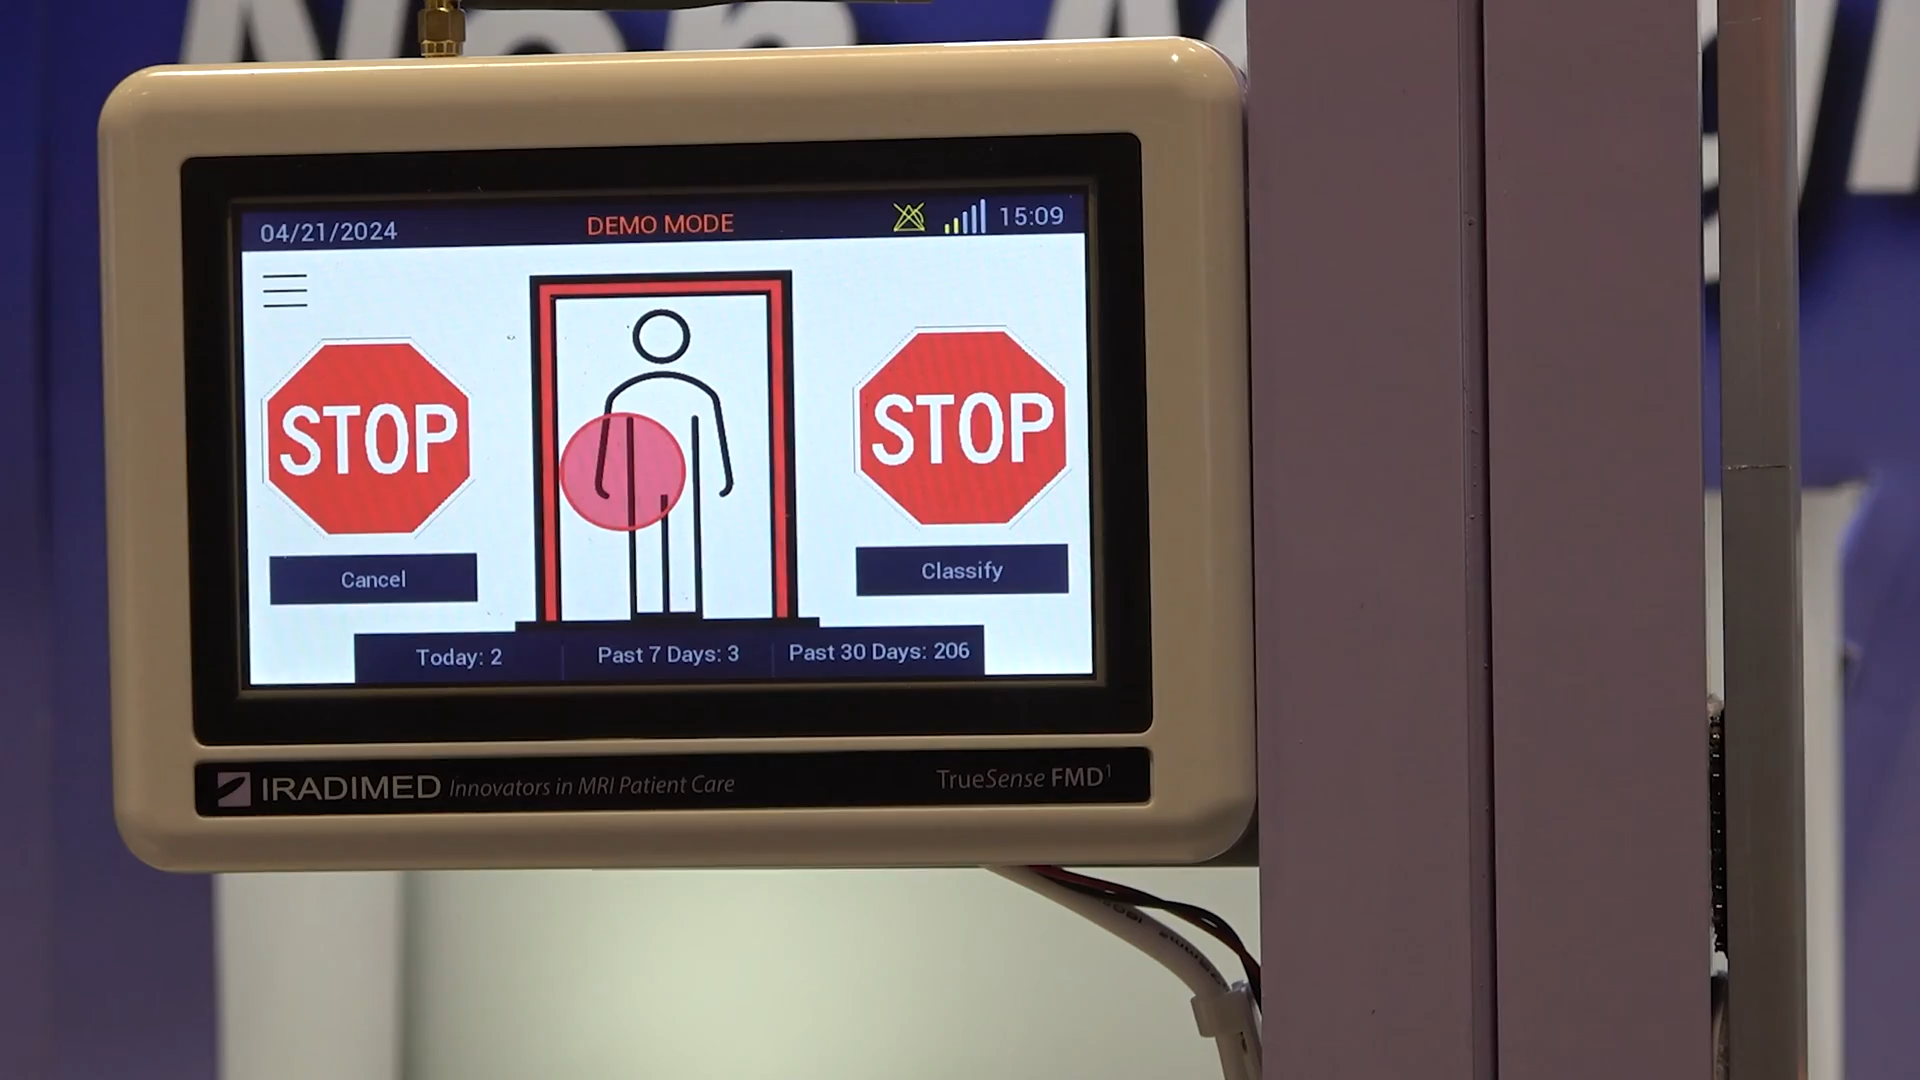 04/21/2024
DEMO MODE
15:09
STOP
STOP
Cancel
Classify
Today: 2
Past 7 Days: 3
Past 30 Days: 206
IRADIMED Innovators in MRI Patient Care
TrueSense FMD¹